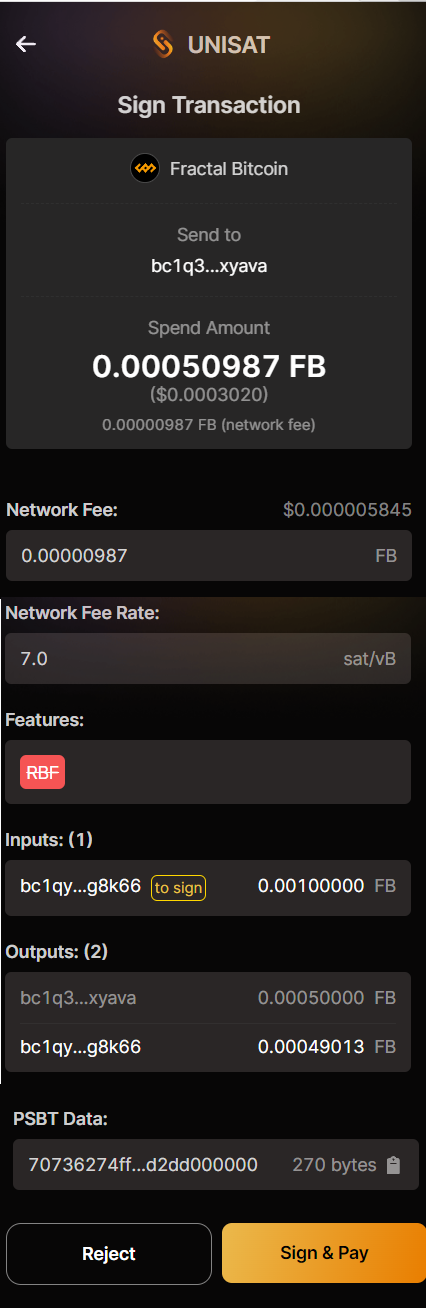 UNISAT
Sign Transaction
Fractal Bitcoin
Send to
bc1q3...xyava
Spend Amount
0.00050987 FB
($0.0003020)
0.00000987 FB (network fee)
Network Fee: $0.000005845
0.00000987 FB
Network Fee Rate:
7.0 sat/vB
Features:
RBF
Inputs: (1)
bc1qy...g8k66 to sign 0.00100000 FB
Outputs: (2)
bc1q3...xyava 0.00050000 FB
bc1qy...g8k66 0.00049013 FB
PSBT Data:
70736274ff...d2dd000000 270 bytes
Reject Sign & Pay